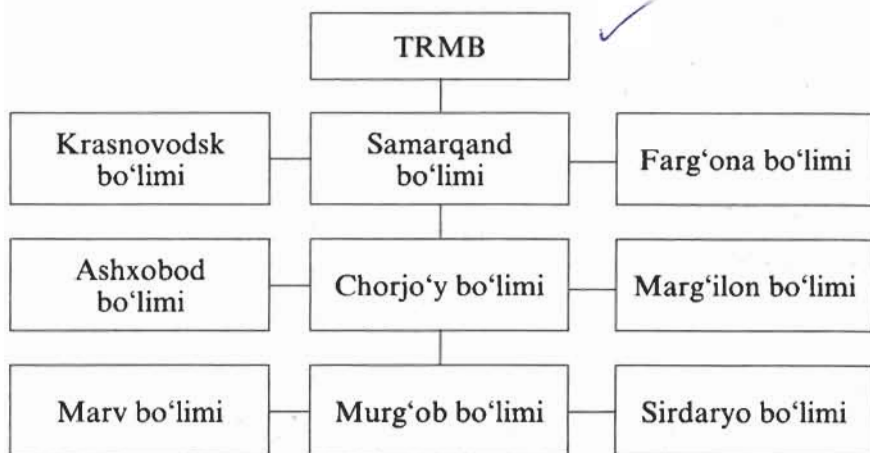 TRMB
Krasnovodsk
bo‘limi
Samarqand
bo‘limi
Farg‘ona bo‘limi
Ashxobod
bo‘limi
Chorjo‘y bo‘limi
Marg‘ilon bo‘limi
Marv bo‘limi
Murg‘ob bo‘limi
Sirdaryo bo‘limi